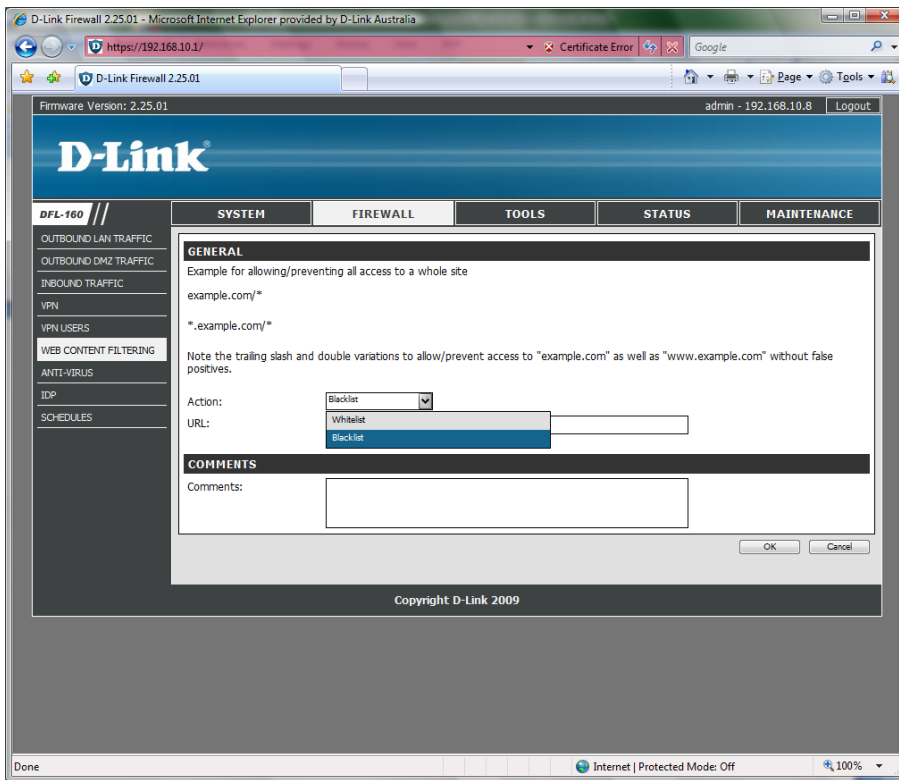 D-Link Firewall 2.25.01 - Microsoft Internet Explorer provided by D-Link Australia
https://192.168.10.1/
Certificate Error
Google
D-Link Firewall 2.25.01
Page
Tools
Firmware Version: 2.25.01
admin - 192.168.10.8
Logout
D-Link®
DFL-160
SYSTEM
FIREWALL
TOOLS
STATUS
MAINTENANCE
OUTBOUND LAN TRAFFIC
OUTBOUND DMZ TRAFFIC
INBOUND TRAFFIC
VPN
VPN USERS
WEB CONTENT FILTERING
ANTI-VIRUS
IDP
SCHEDULES
GENERAL
Example for allowing/preventing all access to a whole site
example.com/*
*.example.com/*
Note the trailing slash and double variations to allow/prevent access to "example.com" as well as "www.example.com" without false
positives.
Action:
Blacklist
URL:
Whitelist
Blacklist
COMMENTS
Comments:
OK
Cancel
Copyright D-Link 2009
Done
Internet | Protected Mode: Off
100%